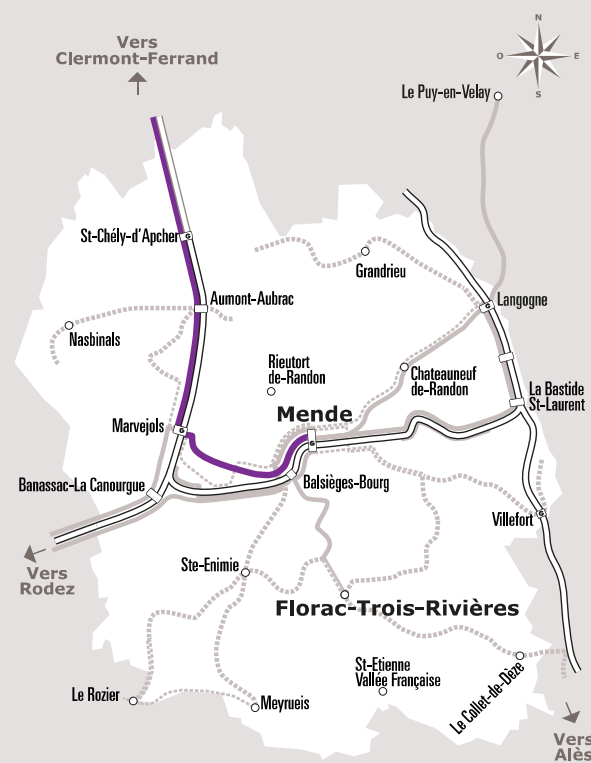 N
Vers
Clermont-Ferrand
O
E
S
Le Puy-en-Velay
St-Chély-d'Apcher
Grandrieu
Aumont-Aubrac
Langogne
Nasbinals
Rieutort
de-Randon
Chateauneuf
de-Randon
La Bastide
St-Laurent
Mende
Marvejols
Banassac-La Canourgue
Balsièges-Bourg
Villefort
Vers
Rodez
Ste-Enimie
Florac-Trois-Rivières
St-Etienne
Vallée Française
Le Collet-de-Dèze
Le Rozier
Meyrueis
Vers
Alès